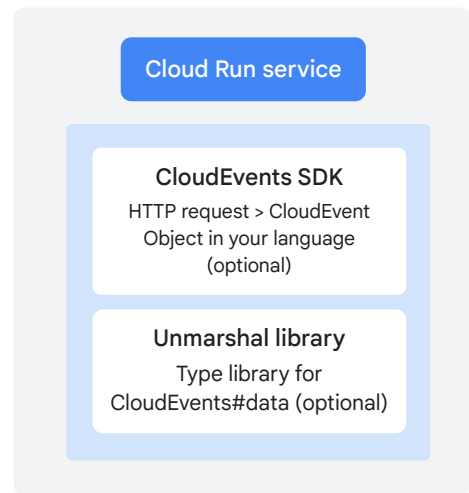 Cloud Run service
CloudEvents SDK
HTTP request > CloudEvent
Object in your language
(optional)
Unmarshal library
Type library for
CloudEvents#data (optional)